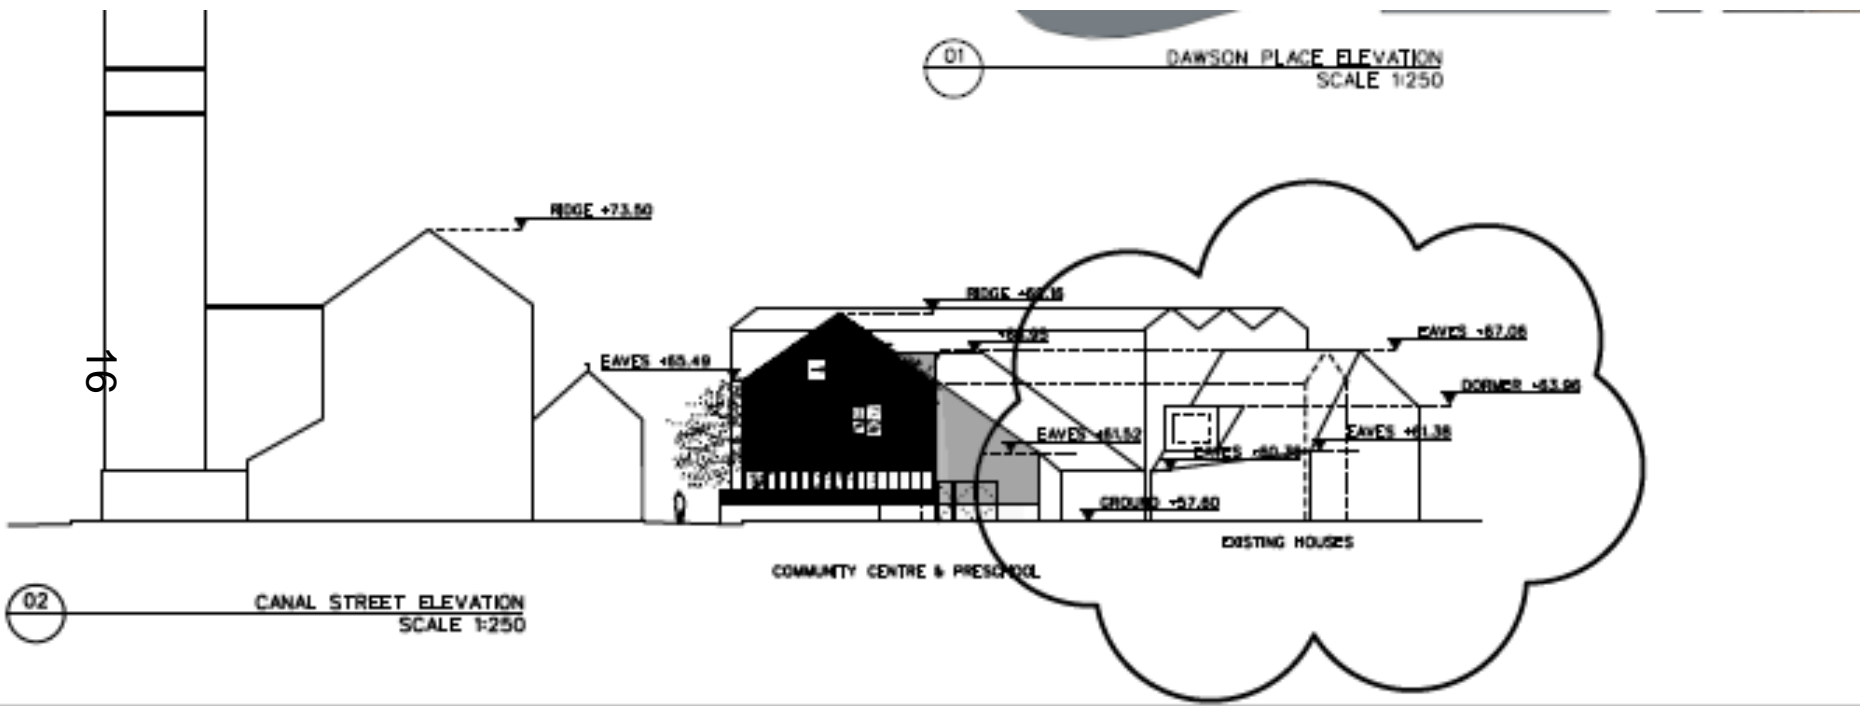 01
DAWSON PLACE ELEVATION
SCALE 1:250
RIDGE +73.50
RIDGE
EAVES +67.06
16
EAVES +65.49
DORMER +63.96
EAVES +61.52
EAVES +61.38
EAVES
GROUND +57.60
EXISTING HOUSES
COMMUNITY CENTRE & PRESCHOOL
02
CANAL STREET ELEVATION
SCALE 1:250